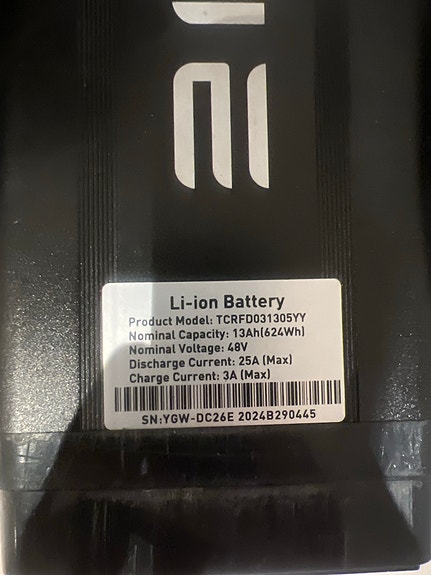 Li-ion Battery
Product Model: TCRFD031305YY
Nominal Capacity: 13Ah(624Wh)
Nominal Voltage: 48V
Discharge Current: 25A (Max)
Charge Current: 3A (Max)
SN:YGW-DC26E 2024B290445